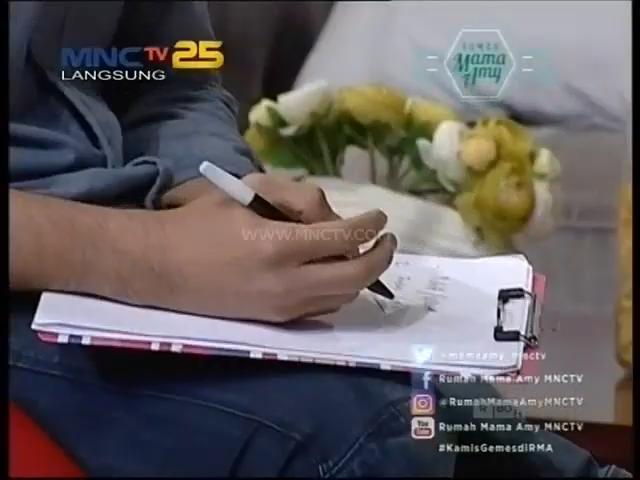 MNCTV 25
LANGSUNG
RUMAH
Mama
Amy
WWW.MNCTV.COM
@mamaamy_mnctv
Rumah Mama Amy MNCTV
@RumahMamaAmyMNCTV
Rumah Mama Amy MNCTV
#KamisGemesdiRMA